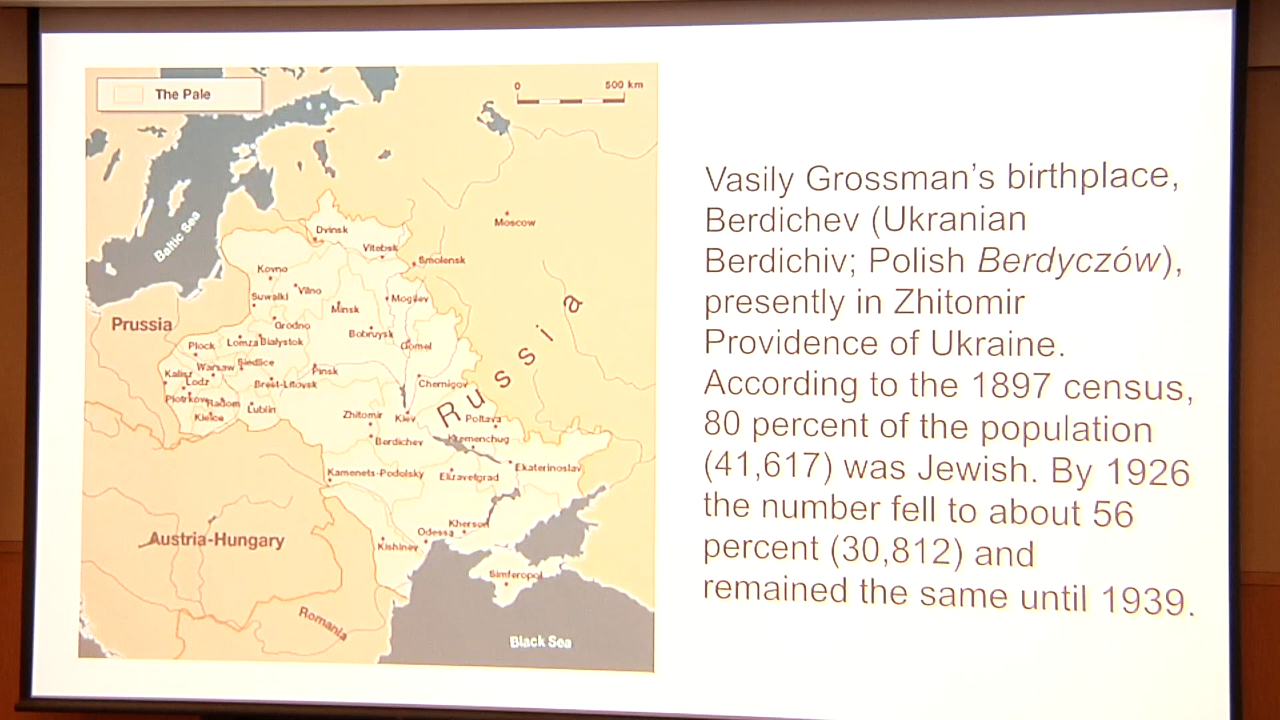 The Pale
0 500 km
Moscow
Baltic Sea
Dvinsk
Vitebsk
Smolensk
Kovno
Vilno
Suwalki
Minsk
Mogilev
Russia
Prussia
Grodno
Bobruysk
Gomel
Plock
Lomza Bialystok
Kalisz
Warsaw
Siedlice
Pinsk
Lodz
Brest-Litovsk
Chernigov
Piotrkow
Radom
Lublin
Kielce
Zhitomir
Kiev
Poltava
Berdichev
Kremenchug
Kamenets-Podolsky
Elizavetgrad
Ekaterinoslav
Austria-Hungary
Kherson
Odessa
Kishinev
Simferopol
Romania
Black Sea
Vasily Grossman's birthplace,
Berdichev (Ukranian
Berdichiv; Polish Berdyczów),
presently in Zhitomir
Providence of Ukraine.
According to the 1897 census,
80 percent of the population
(41,617) was Jewish. By 1926
the number fell to about 56
percent (30,812) and
remained the same until 1939.